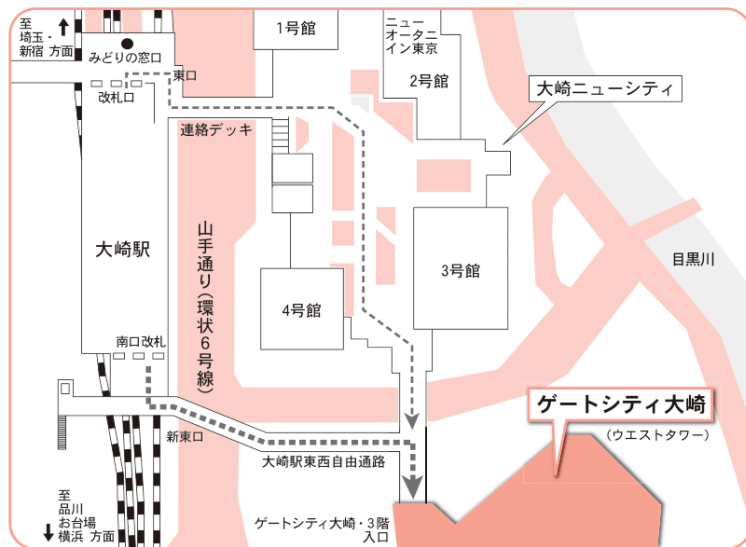 至
埼玉・
新宿 方面
みどりの窓口
東口
改札口
連絡デッキ
1号館
ニュー
オータニ
イン東京
2号館
大崎ニューシティ
大崎駅
山手通り(環状6号線)
3号館
4号館
目黒川
南口改札
新東口
大崎駅東西自由通路
ゲートシティ大崎
(ウエストタワー)
至
品川
お台場
横浜 方面
ゲートシティ大崎・3階
入口